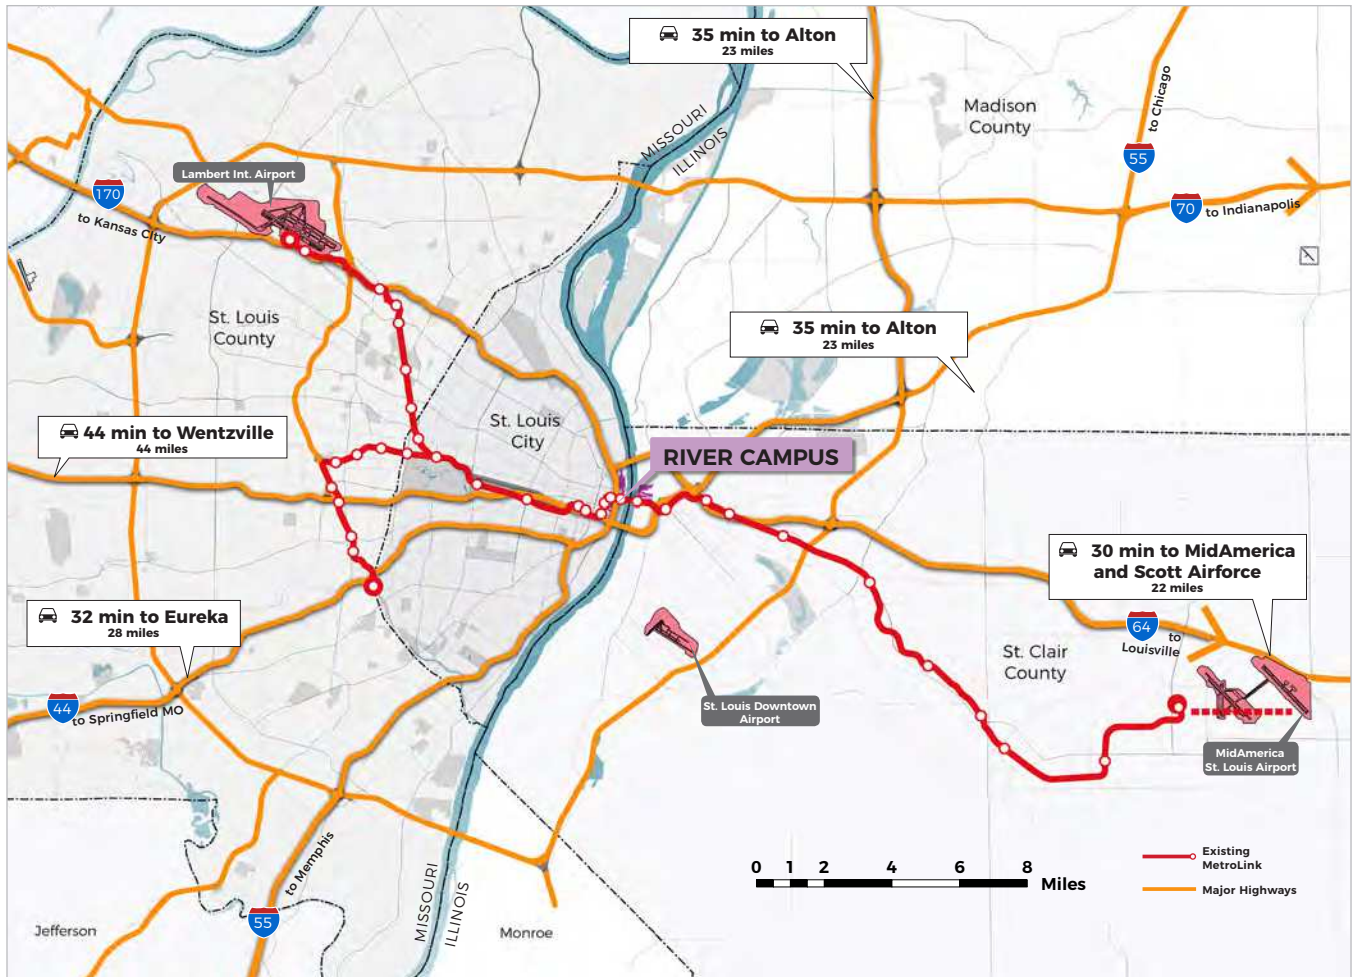 35 min to Alton
23 miles
MISSOURI
ILLINOIS
Madison
County
to Chicago
55
70
to Indianapolis
Lambert Int. Airport
170
to Kansas City
St. Louis
County
35 min to Alton
23 miles
44 min to Wentzville
44 miles
St. Louis
City
RIVER CAMPUS
30 min to MidAmerica
and Scott Airforce
22 miles
32 min to Eureka
28 miles
64
to
Louisville
St. Clair
County
44
to Springfield MO
St. Louis Downtown
Airport
MidAmerica
St. Louis Airport
to Memphis
55
MISSOURI
ILLINOIS
Jefferson
Monroe
0 1 2 4 6 8 Miles
Existing
MetroLink
Major Highways